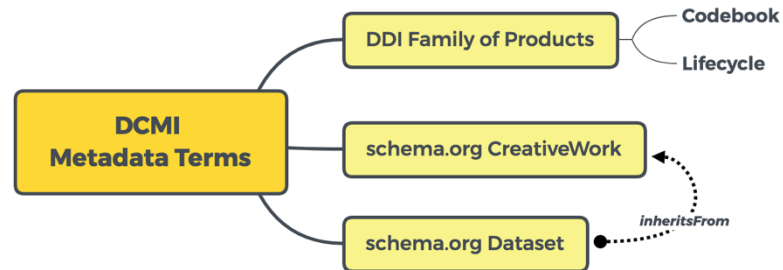 DCMI
Metadata Terms
DDI Family of Products
Codebook
Lifecycle
schema.org CreativeWork
schema.org Dataset
inheritsFrom